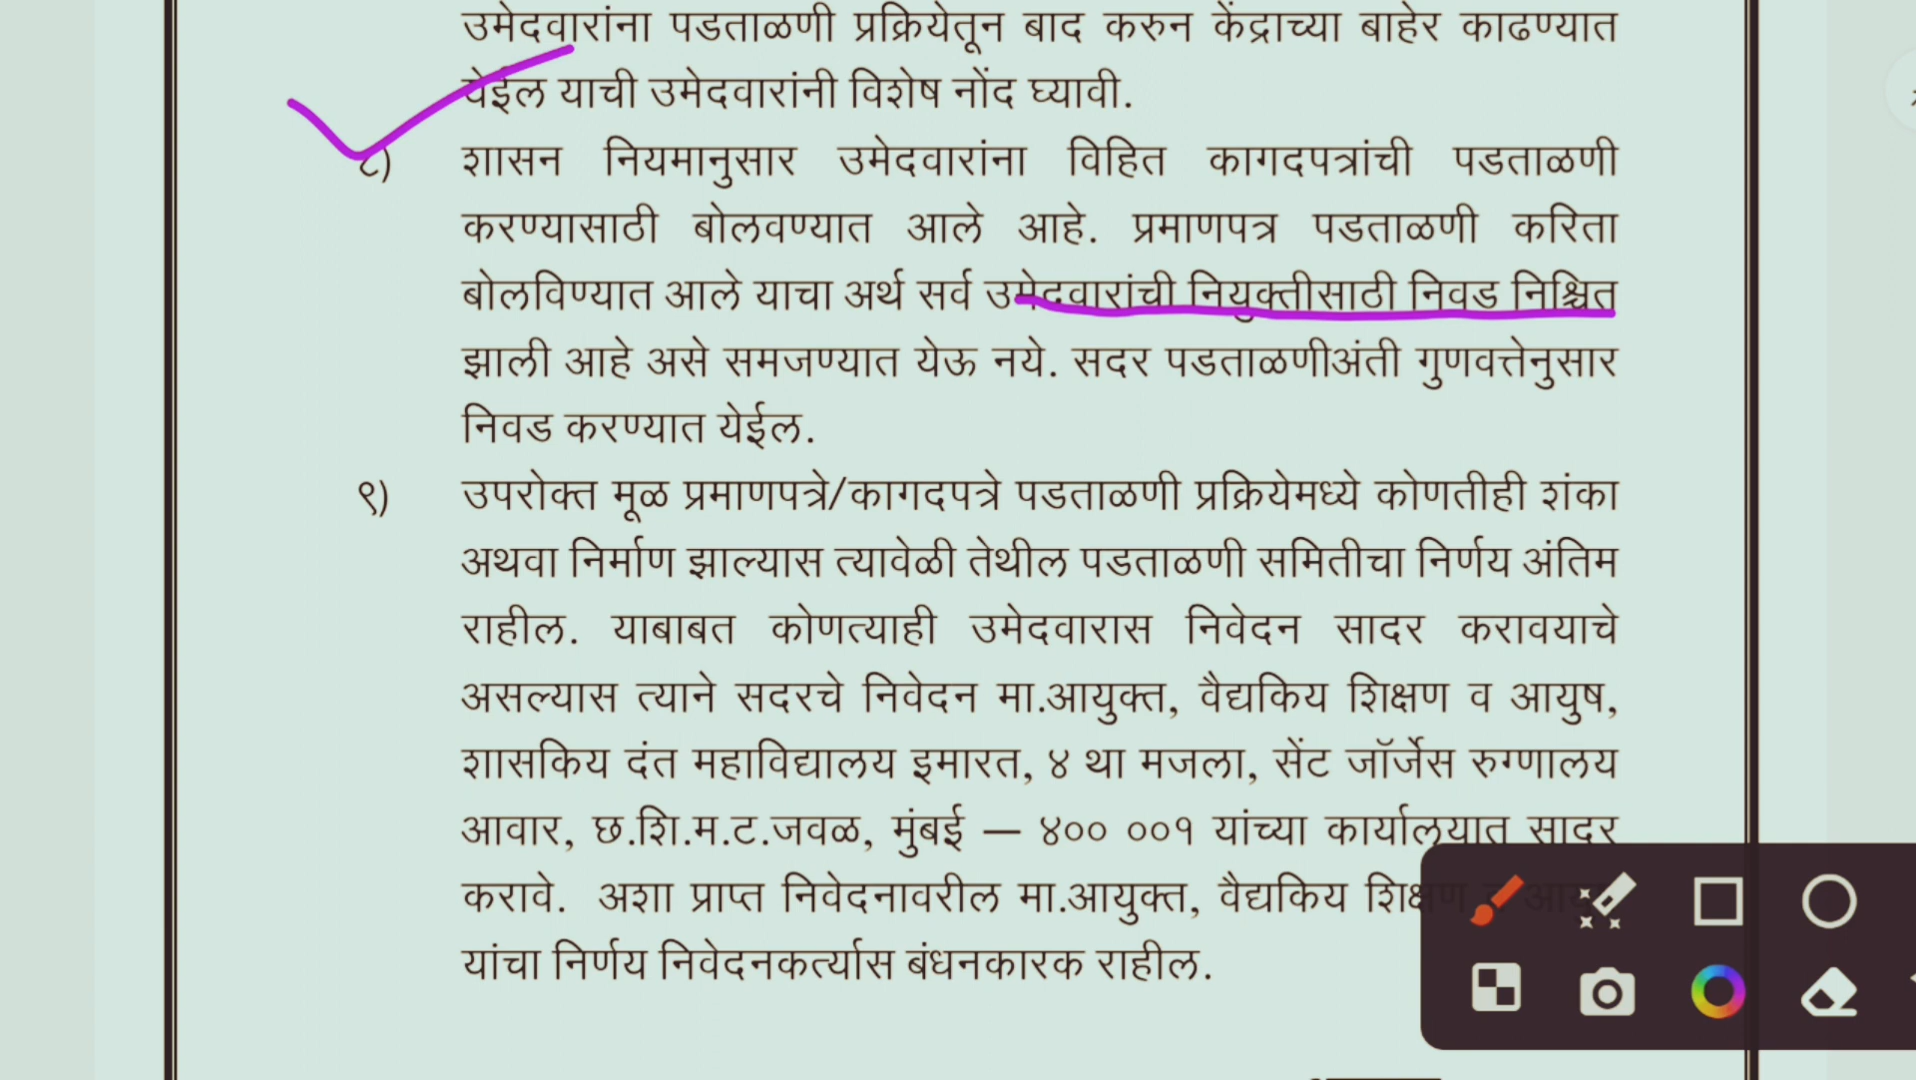 उमेदवारांना पडताळणी प्रक्रियेतून बाद करुन केंद्राच्या बाहेर काढण्यात
येईल याची उमेदवारांनी विशेष नोंद घ्यावी.
८) शासन नियमानुसार उमेदवारांना विहित कागदपत्रांची पडताळणी
करण्यासाठी बोलवण्यात आले आहे. प्रमाणपत्र पडताळणी करिता
बोलविण्यात आले याचा अर्थ सर्व उमेदवारांची नियुक्तीसाठी निवड निश्चित
झाली आहे असे समजण्यात येऊ नये. सदर पडताळणीअंती गुणवत्तेनुसार
निवड करण्यात येईल.
९) उपरोक्त मूळ प्रमाणपत्रे/कागदपत्रे पडताळणी प्रक्रियेमध्ये कोणतीही शंका
अथवा निर्माण झाल्यास त्यावेळी तेथील पडताळणी समितीचा निर्णय अंतिम
राहील. याबाबत कोणत्याही उमेदवारास निवेदन सादर करावयाचे
असल्यास त्याने सदरचे निवेदन मा.आयुक्त, वैद्यकिय शिक्षण व आयुष,
शासकिय दंत महाविद्यालय इमारत, ४ था मजला, सेंट जॉर्जेस रुग्णालय
आवार, छ.शि.म.ट.जवळ, मुंबई — ४०० ००१ यांच्या कार्यालयात सादर
करावे. अशा प्राप्त निवेदनावरील मा.आयुक्त, वैद्यकिय शिक्षण
यांचा निर्णय निवेदनकर्त्यास बंधनकारक राहील.